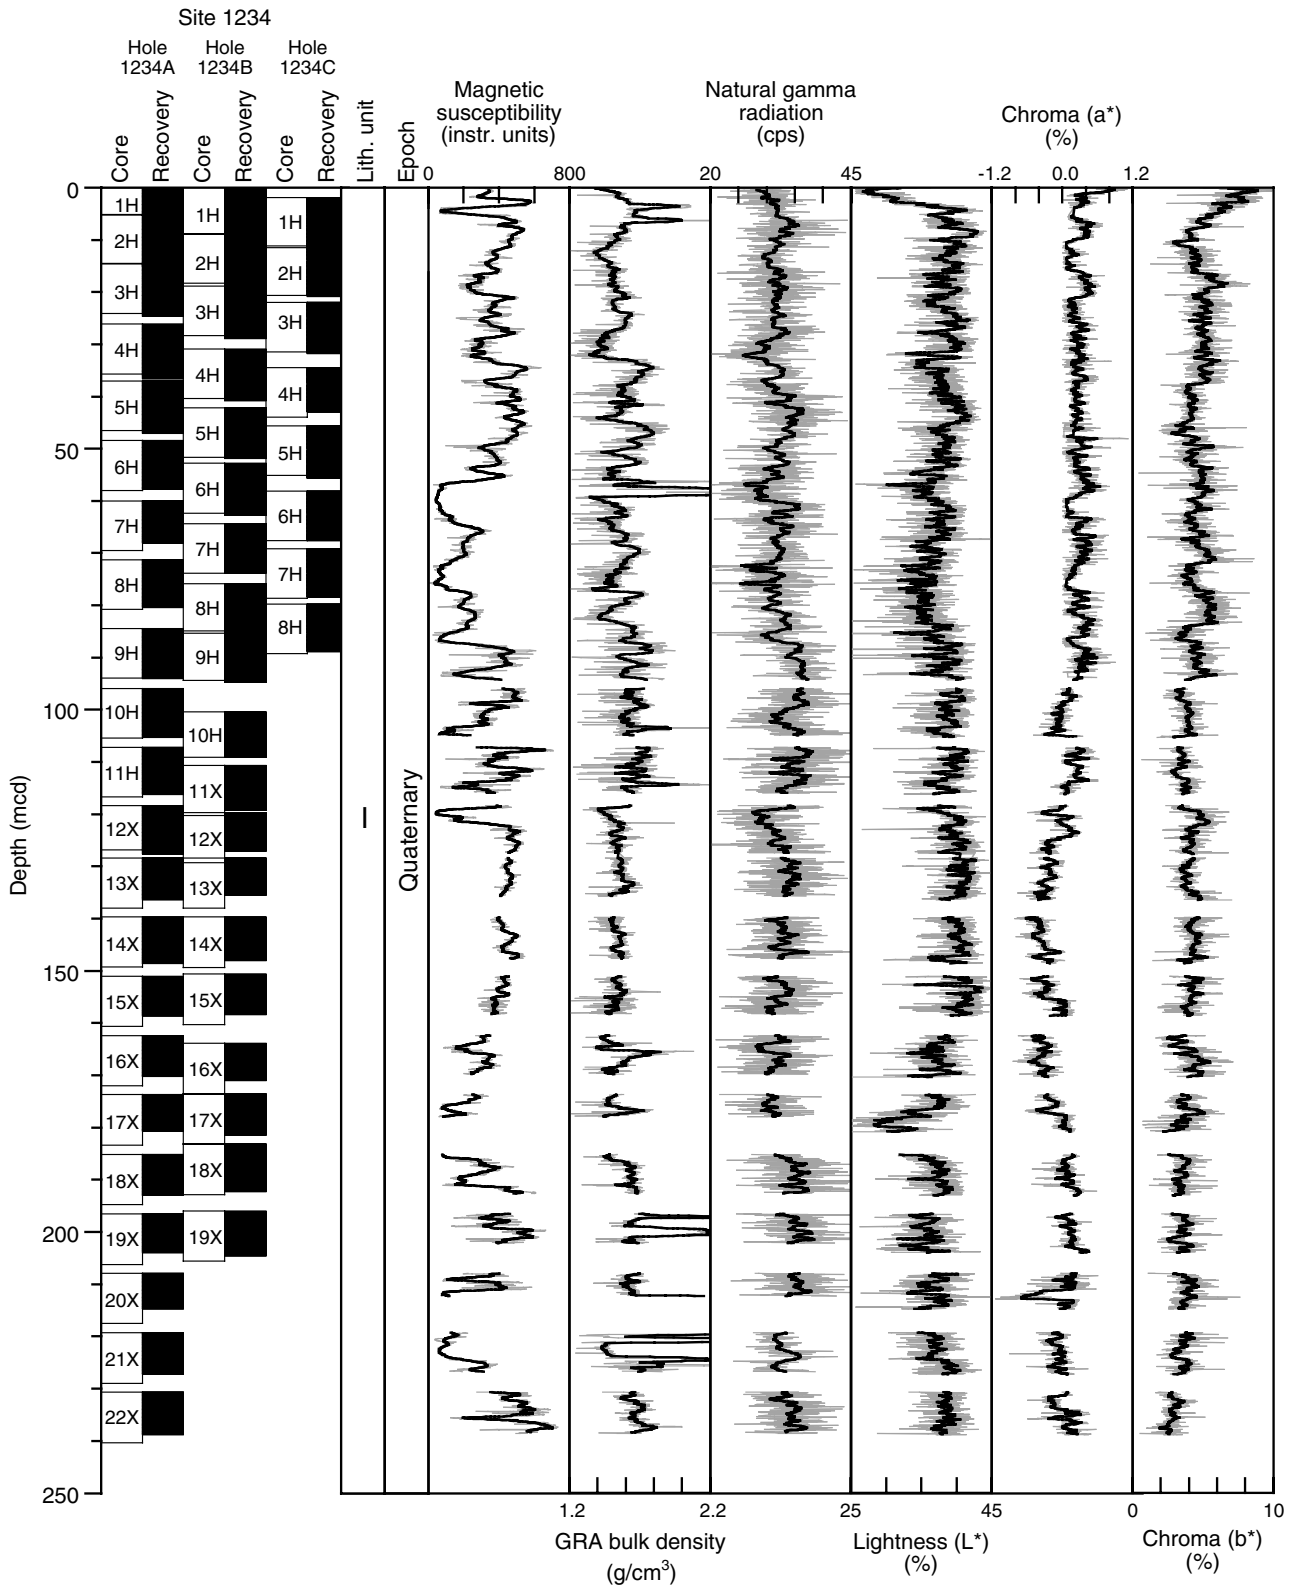 Site 1234
Hole 1234A
Hole 1234B
Hole 1234C
Core
Recovery
Core
Recovery
Core
Recovery
Lith. unit
Epoch
Magnetic
susceptibility
(instr. units)
Natural gamma
radiation
(cps)
Chroma (a*)
(%)
0
800
20
45
-1.2
0.0
1.2
Depth (mcd)
0
50
100
150
200
250
1H
2H
3H
4H
5H
6H
7H
8H
9H
10H
11H
12X
13X
14X
15X
16X
17X
18X
19X
20X
21X
22X
1H
2H
3H
4H
5H
6H
7H
8H
9H
10H
11X
12X
13X
14X
15X
16X
17X
18X
19X
1H
2H
3H
4H
5H
6H
7H
8H
I
Quaternary
1.2
2.2
25
45
0
10
GRA bulk density
(g/cm³)
Lightness (L*)
(%)
Chroma (b*)
(%)